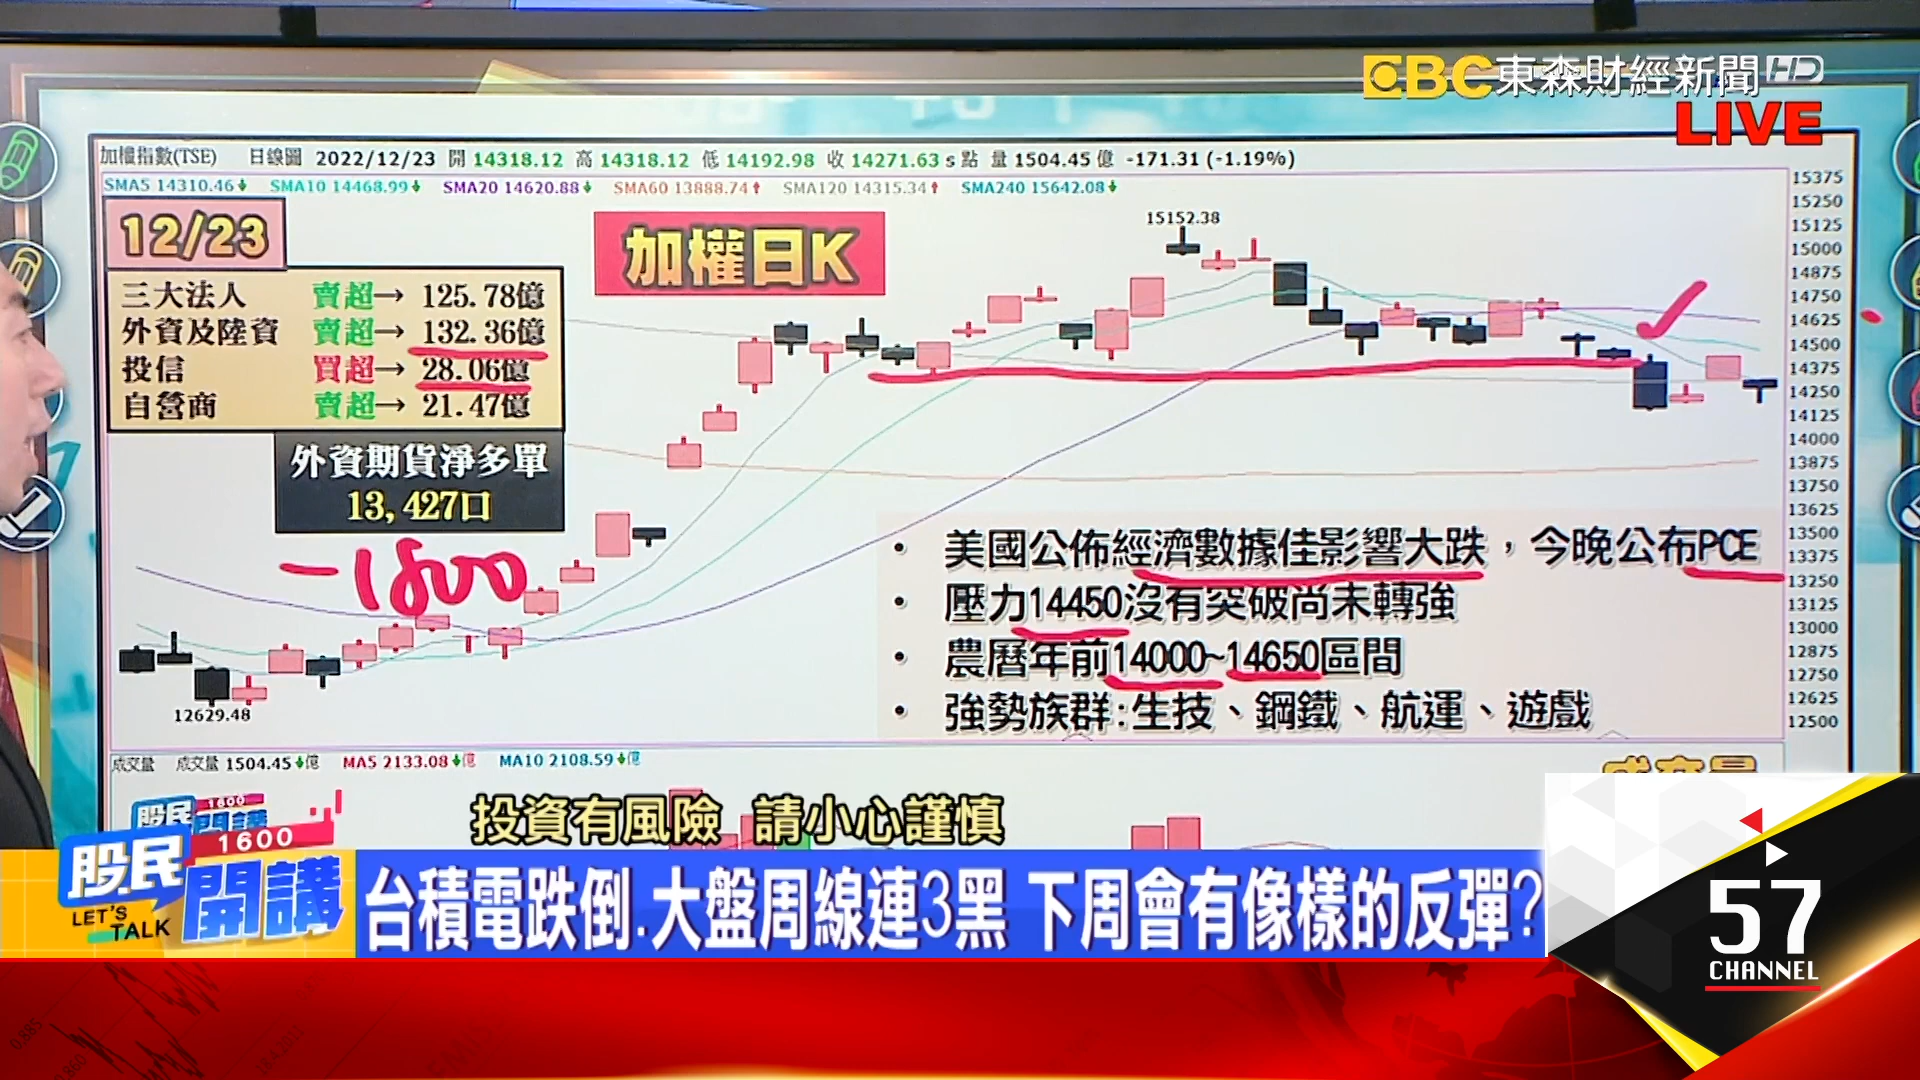 EBC東森財經新聞HD
LIVE
加權指數(TSE) 日線圖 2022/12/23 開 14318.12 高 14318.12 低 14192.98 收 14271.63 s 點 量 1504.45 億 -171.31 (-1.19%)
SMA5 14310.46↓ SMA10 14468.99↓ SMA20 14620.88↓ SMA60 13888.74↑ SMA120 14315.34↑ SMA240 15642.08↓
12/23
加權日K
三大法人 賣超→ 125.78億
外資及陸資 賣超→ 132.36億
投信 買超→ 28.06億
自營商 賣超→ 21.47億
外資期貨淨多單
13,427口
-1800
15152.38
12629.48
15375
15250
15125
15000
14875
14750
14625
14500
14375
14250
14125
14000
13875
13750
13625
13500
13375
13250
13125
13000
12875
12750
12625
12500
• 美國公佈經濟數據佳影響大跌，今晚公布PCE
• 壓力14450沒有突破尚未轉強
• 農曆年前14000~14650區間
• 強勢族群:生技、鋼鐵、航運、遊戲
成交量 成交量 1504.45↓億 MA5 2133.08↓億 MA10 2108.59↓億
成交量
投資有風險 請小心謹慎
股民 1600
開講
股民 1600
開講
LET'S TALK
台積電跌倒.大盤周線連3黑 下周會有像樣的反彈?
57
CHANNEL